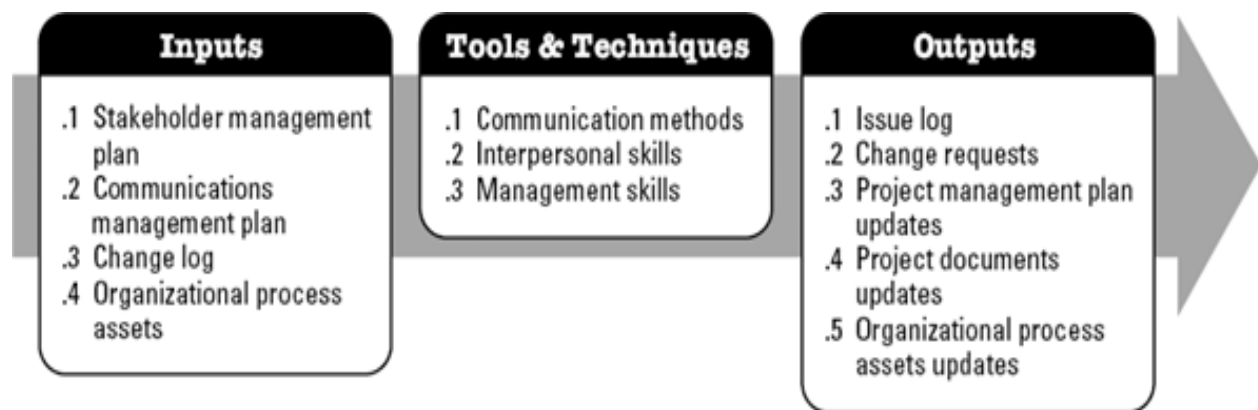 Inputs
.1 Stakeholder management
plan
.2 Communications
management plan
.3 Change log
.4 Organizational process
assets
Tools & Techniques
.1 Communication methods
.2 Interpersonal skills
.3 Management skills
Outputs
.1 Issue log
.2 Change requests
.3 Project management plan
updates
.4 Project documents
updates
.5 Organizational process
assets updates